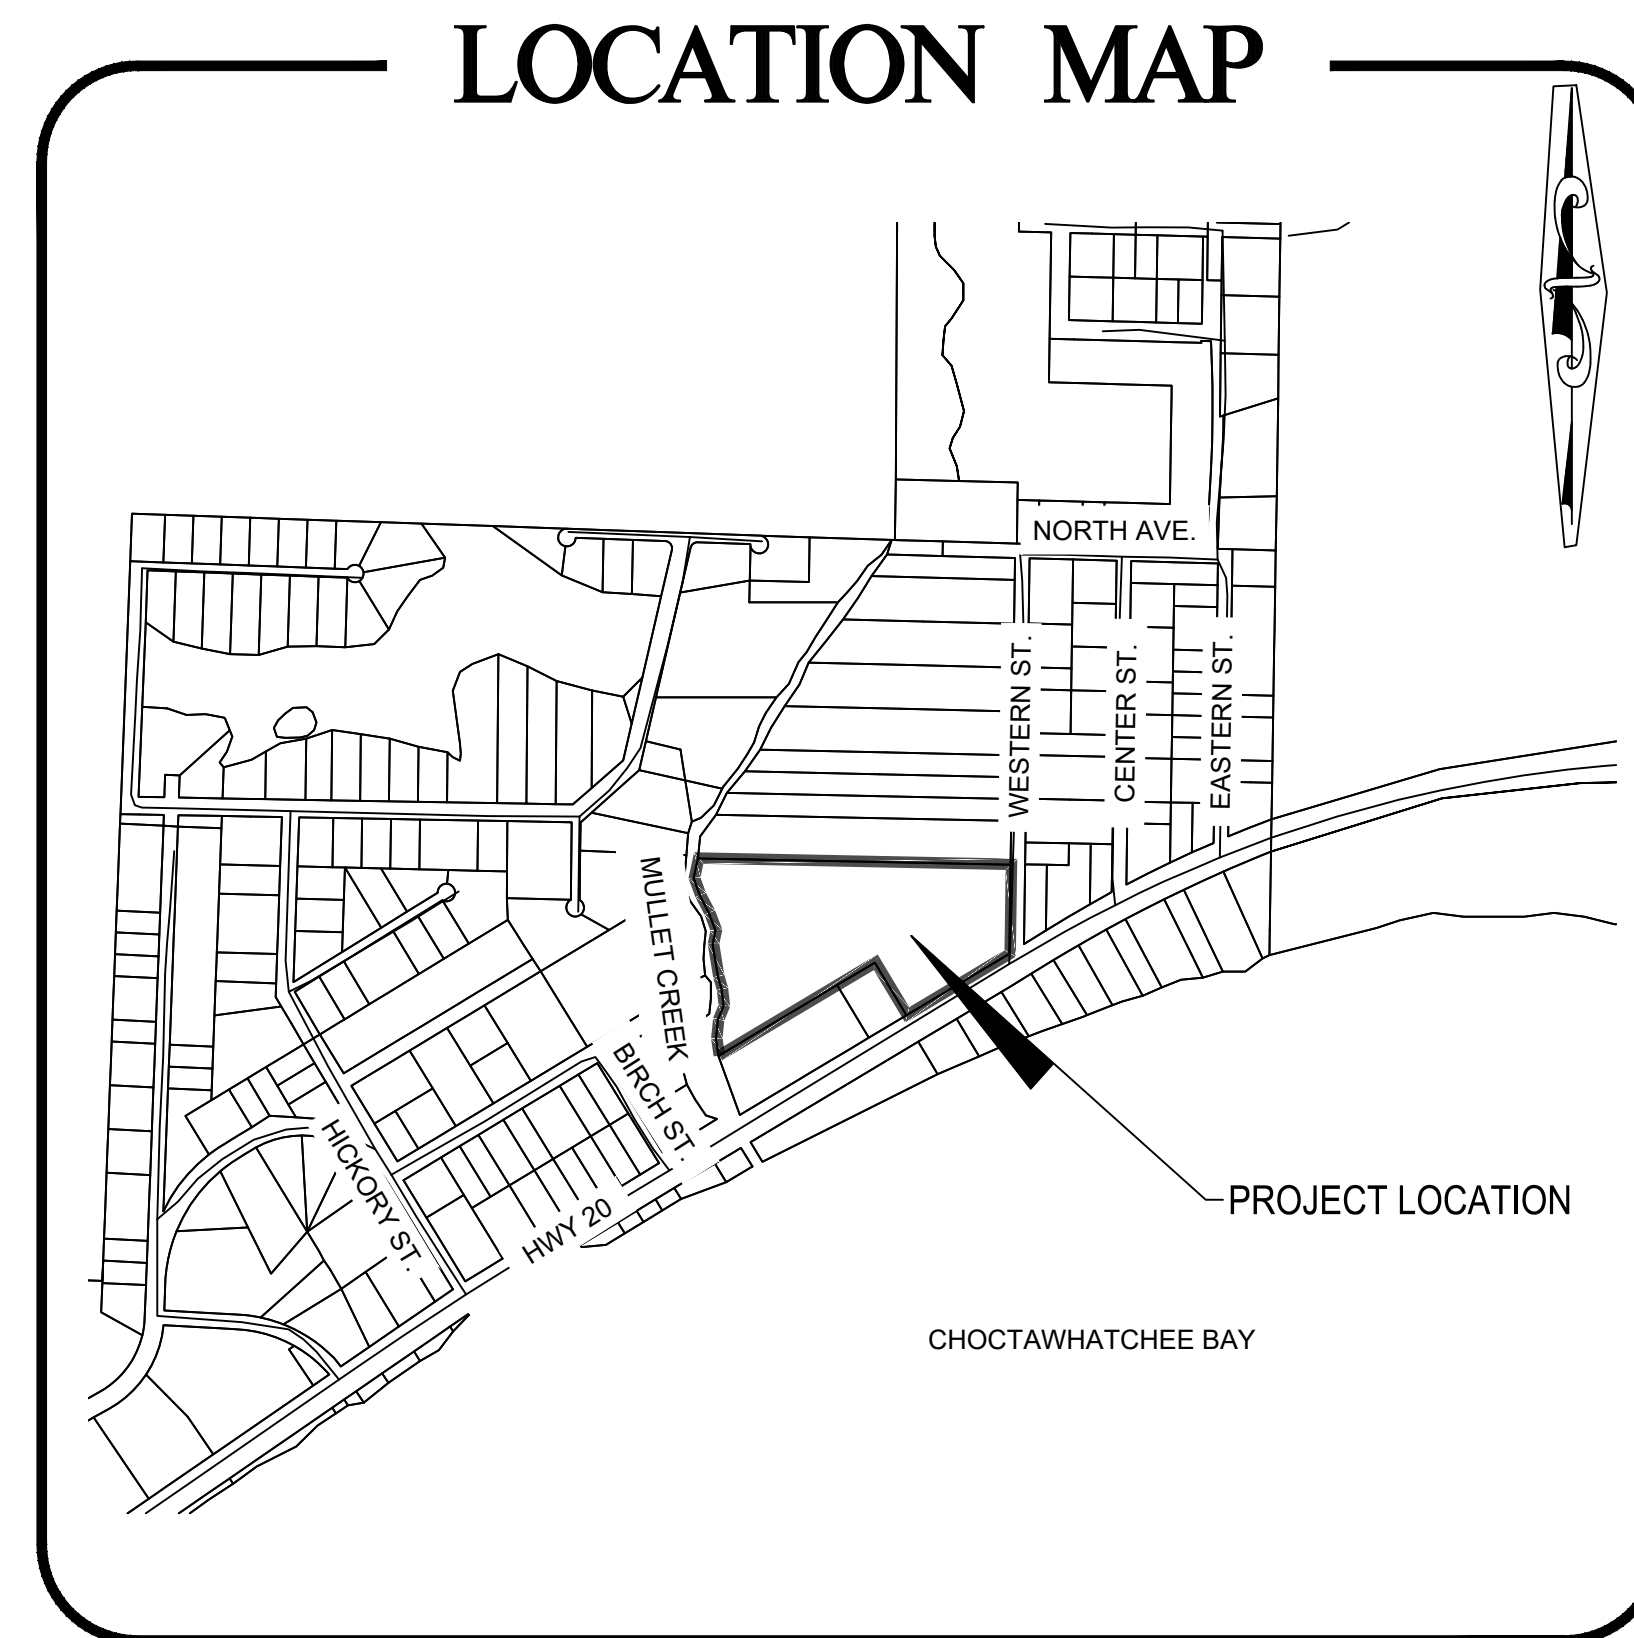 LOCATION MAP
NORTH AVE.
WESTERN ST.
CENTER ST.
EASTERN ST.
MULLET CREEK
BIRCH ST.
HICKORY ST.
HWY 20
PROJECT LOCATION
CHOCTAWHATCHEE BAY